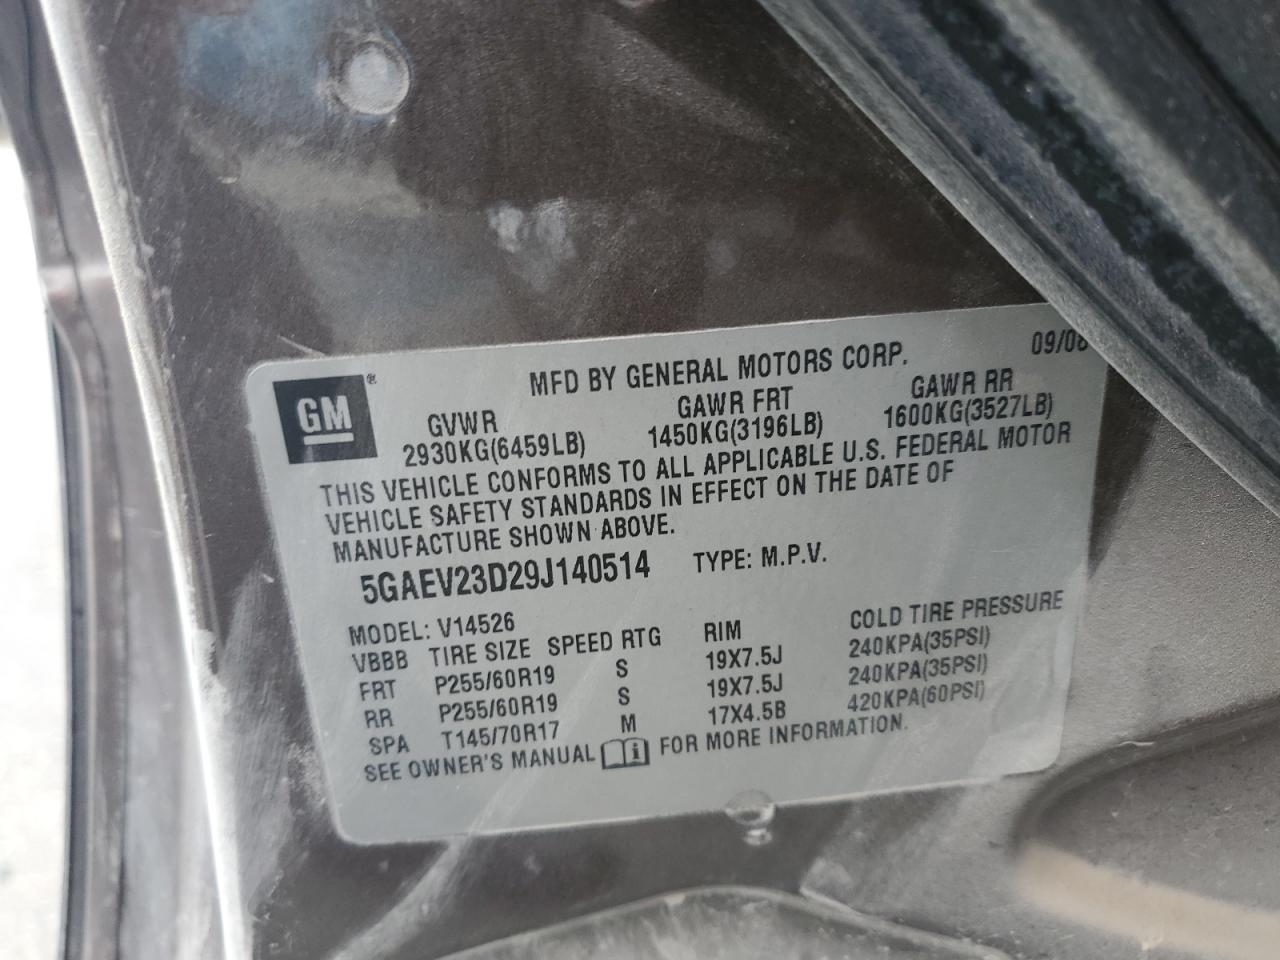 MFD BY GENERAL MOTORS CORP. 09/08
GM®
GVWR GAWR FRT GAWR RR
2930KG(6459LB) 1450KG(3196LB) 1600KG(3527LB)
THIS VEHICLE CONFORMS TO ALL APPLICABLE U.S. FEDERAL MOTOR
VEHICLE SAFETY STANDARDS IN EFFECT ON THE DATE OF
MANUFACTURE SHOWN ABOVE.
5GAEV23D29J140514 TYPE: M.P.V.
MODEL: V14526
VBBB TIRE SIZE SPEED RTG RIM COLD TIRE PRESSURE
FRT P255/60R19 S 19X7.5J 240KPA(35PSI)
RR P255/60R19 S 19X7.5J 240KPA(35PSI)
SPA T145/70R17 M 17X4.5B 420KPA(60PSI)
SEE OWNER'S MANUAL i FOR MORE INFORMATION.